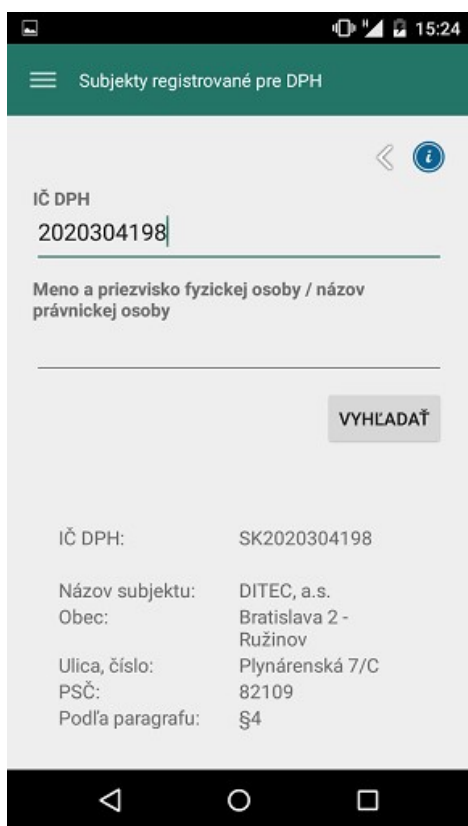 H 15:24
Subjekty registrované pre DPH
IČ DPH
2020304198
Meno a priezvisko fyzickej osoby / názov
právnickej osoby
VYHĽADAŤ
IČ DPH: SK2020304198
Názov subjektu: DITEC, a.s.
Obec: Bratislava 2 -
Ružinov
Ulica, číslo: Plynárenská 7/C
PSČ: 82109
Podľa paragrafu: §4